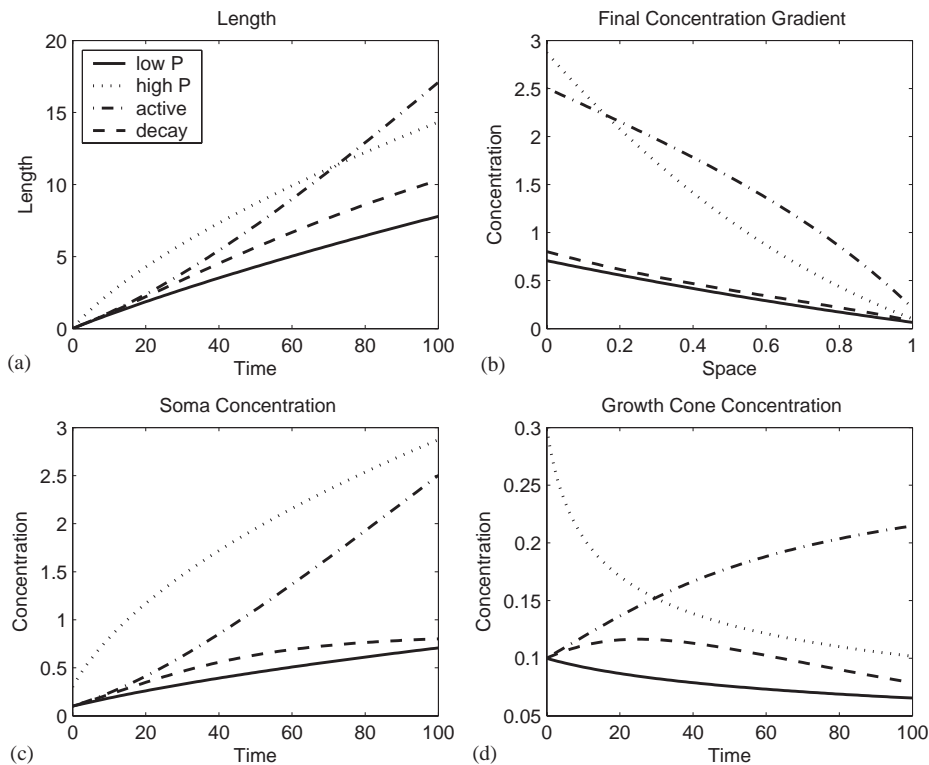 Length
20
15
10
5
0
Length
low P
high P
active
decay
0 20 40 60 80 100
Time
(a)
Final Concentration Gradient
3
2.5
2
1.5
1
0.5
0
Concentration
0 0.2 0.4 0.6 0.8 1
Space
(b)
Soma Concentration
3
2.5
2
1.5
1
0.5
0
Concentration
0 20 40 60 80 100
Time
(c)
Growth Cone Concentration
0.3
0.25
0.2
0.15
0.1
0.05
Concentration
0 20 40 60 80 100
Time
(d)